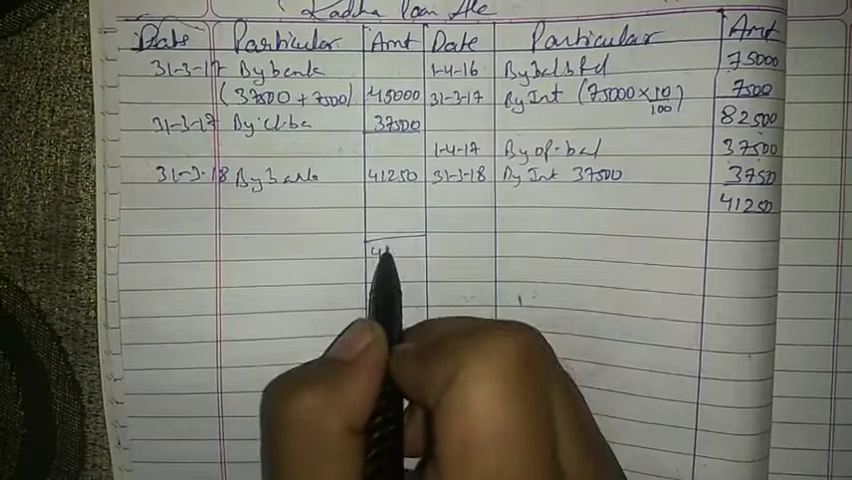 Radha loan A/c
Date Particular Amt Date Particular Amt
31-3-17 By bank 1-4-16 By bal b/d 75000
(37500 + 7500) 45000 31-3-17 By Int (75000 × 10/100) 7500
31-3-17 By cl. ba 37500 82500
1-4-17 By op. bal 37500
31-3-18 By bank 41250 31-3-18 By Int 37500 3750
41250
4